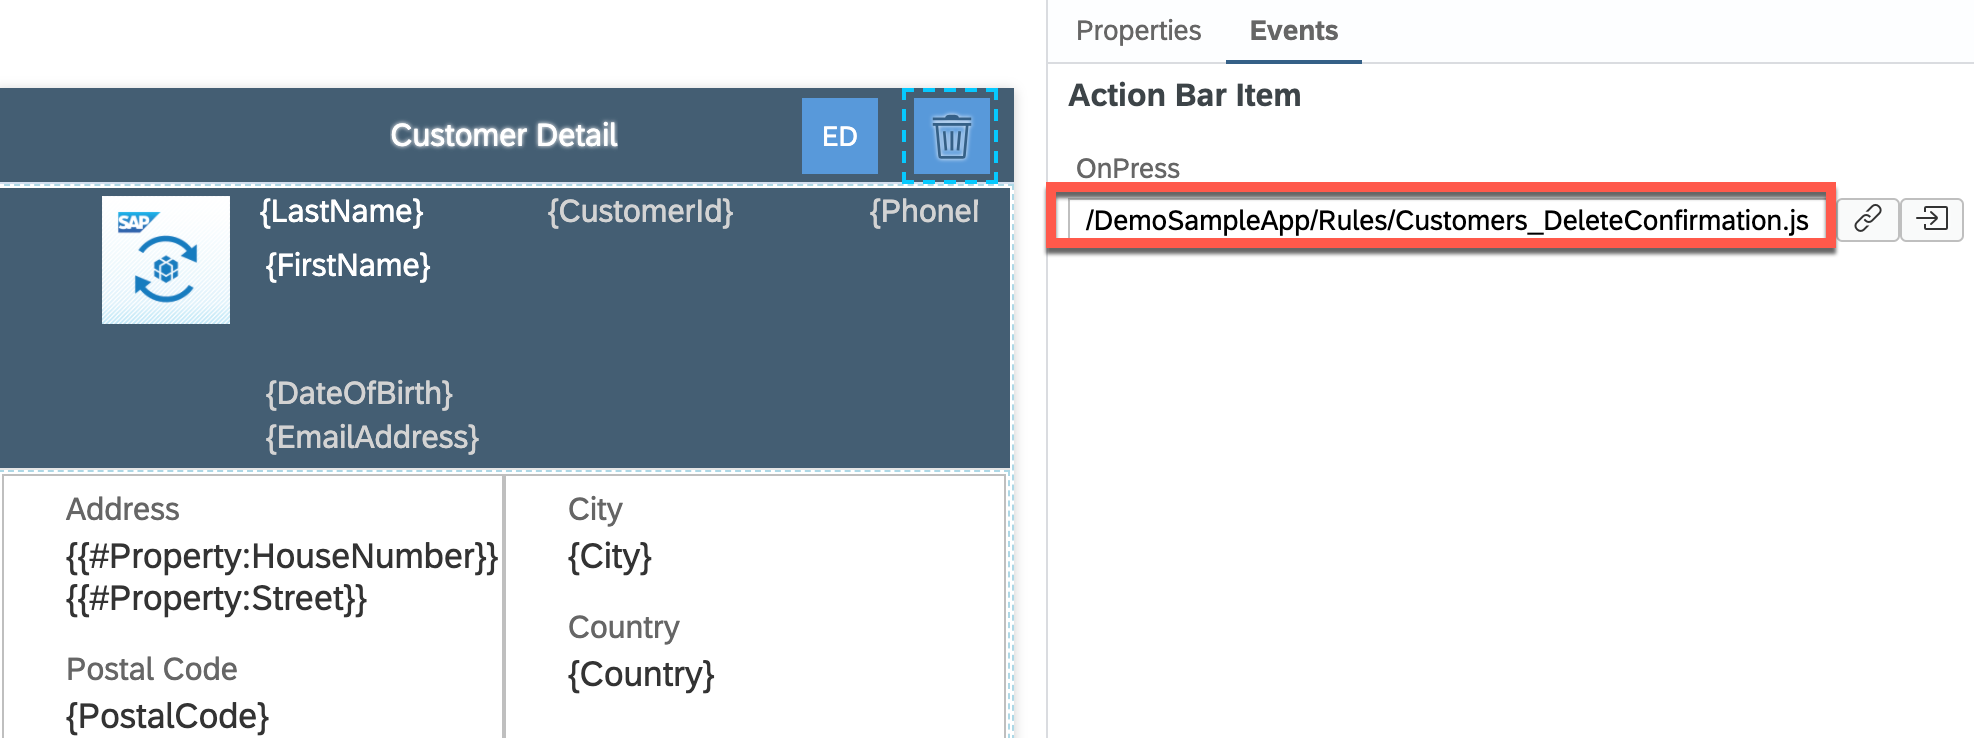 Properties
Events
Action Bar Item
OnPress
/DemoSampleApp/Rules/Customers_DeleteConfirmation.js
Customer Detail
ED
SAP
{LastName}
{CustomerId}
{FirstName}
{DateOfBirth}
{EmailAddress}
Address
{{#Property:HouseNumber}}
{{#Property:Street}}
Postal Code
{PostalCode}
City
{City}
Country
{Country}